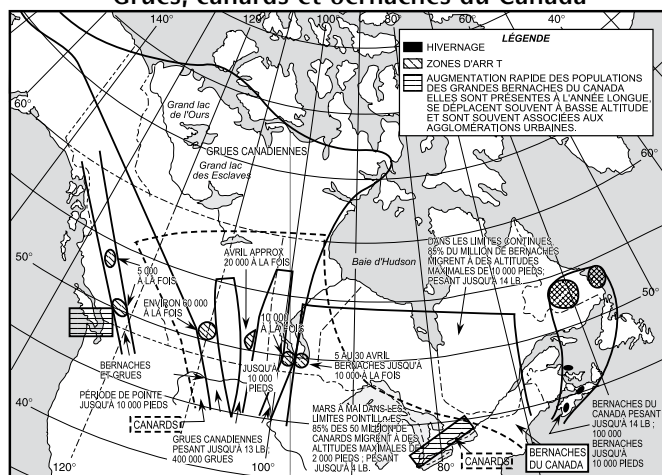 Grues, canards et bernaches du Canada
140°
120°
100°
80°
60°
40°
LÉGENDE
HIVERNAGE
ZONES D'ARR T
AUGMENTATION RAPIDE DES POPULATIONS
DES GRANDES BERNACHES DU CANADA
ELLES SONT PRÉSENTES À L'ANNÉE LONGUE,
SE DÉPLACENT SOUVENT À BASSE ALTITUDE
ET SONT SOUVENT ASSOCIÉES AUX
AGGLOMÉRATIONS URBAINES.
60°
Grand lac
de l'Ours
GRUES CANADIENNES
Grand lac
des Esclaves
60°
50°
AVRIL APPROX
20 000 À LA FOIS
Baie d'Hudson
DANS LES LIMITES CONTINUES,
85% DU MILLION DE BERNACHES
MIGRENT À DES ALTITUDES
MAXIMALES DE 10 000 PIEDS;
PESANT JUSQU'À 14 LB.
5 000
À LA FOIS
ENVIRON 60 000
À LA FOIS
10 000
À LA FOIS
50°
BERNACHES
ET GRUES
JUSQU'À
10 000
PIEDS
5 AU 30 AVRIL
BERNACHES JUSQU'À
10 000 À LA FOIS
PÉRIODE DE POINTE
JUSQU'À 10 000 PIEDS
40°
CANARDS
GRUES CANADIENNES
PESANT JUSQU'À 13 LB
400 000 GRUES
MARS À MAI DANS LES
LIMITES POINTILLÉES,
85% DES 50 MILLION DE
CANARDS MIGRENT À DES
ALTITUDES MAXIMALES DE
2 000 PIEDS ; PESANT
JUSQU'À 4 LB.
CANARDS
BERNACHES
DU CANADA
BERNACHES DU
CANADA PESANT
JUSQU'À 14 LB ;
100 000
BERNACHES
JUSQU'À
10 000 PIEDS
40°
120°
100°
80°
60°